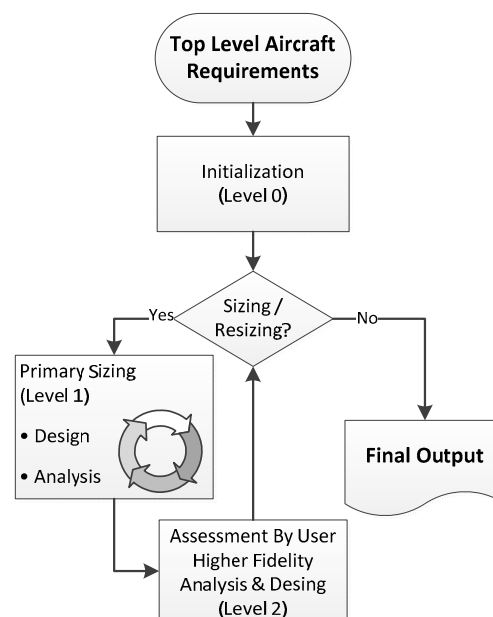 Top Level Aircraft
Requirements
Initialization
(Level 0)
Sizing /
Resizing?
Yes
No
Primary Sizing
(Level 1)
• Design
• Analysis
Final Output
Assessment By User
Higher Fidelity
Analysis & Desing
(Level 2)